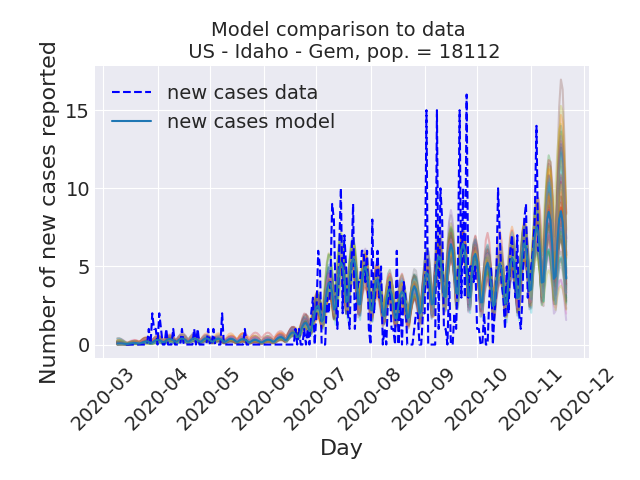 Model comparison to data
US - Idaho - Gem, pop. = 18112
new cases data
new cases model
Number of new cases reported
15
10
5
0
2020-03
2020-04
2020-05
2020-06
2020-07
2020-08
2020-09
2020-10
2020-11
2020-12
Day